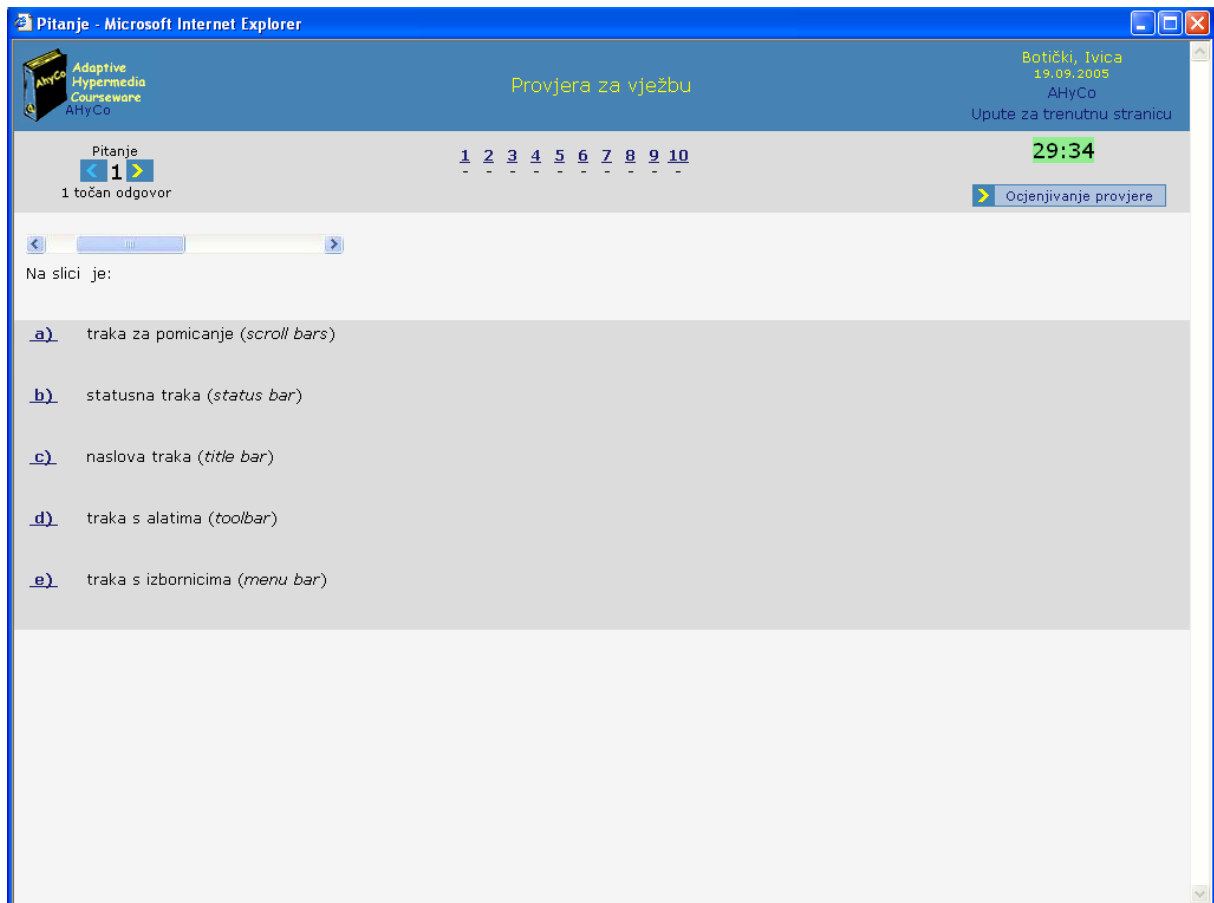 Pitanje - Microsoft Internet Explorer
AHyCo
Adaptive
Hypermedia
Courseware
AHyCo
Provjera za vježbu
Botički, Ivica
19.09.2005
AHyCo
Upute za trenutnu stranicu
Pitanje
< 1 >
1 točan odgovor
1 2 3 4 5 6 7 8 9 10
- - - - - - - - - -
29:34
> Ocjenjivanje provjere
Na slici je:
a) traka za pomicanje (scroll bars)
b) statusna traka (status bar)
c) naslova traka (title bar)
d) traka s alatima (toolbar)
e) traka s izbornicima (menu bar)